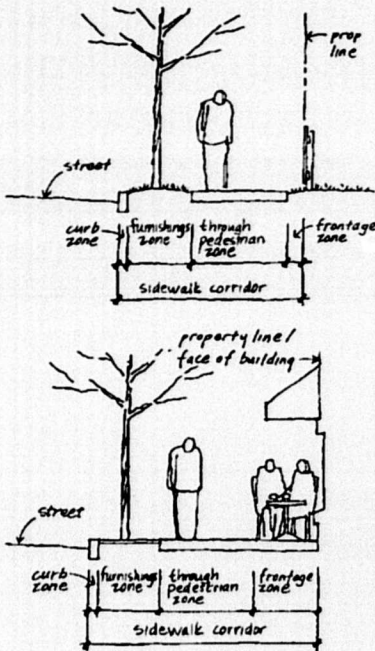 prop
line
street
curb
zone
furnishings
zone
through
pedestrian
zone
frontage
zone
sidewalk corridor
property line/
face of building
street
curb
zone
furnishings
zone
through
pedestrian
zone
frontage
zone
sidewalk corridor